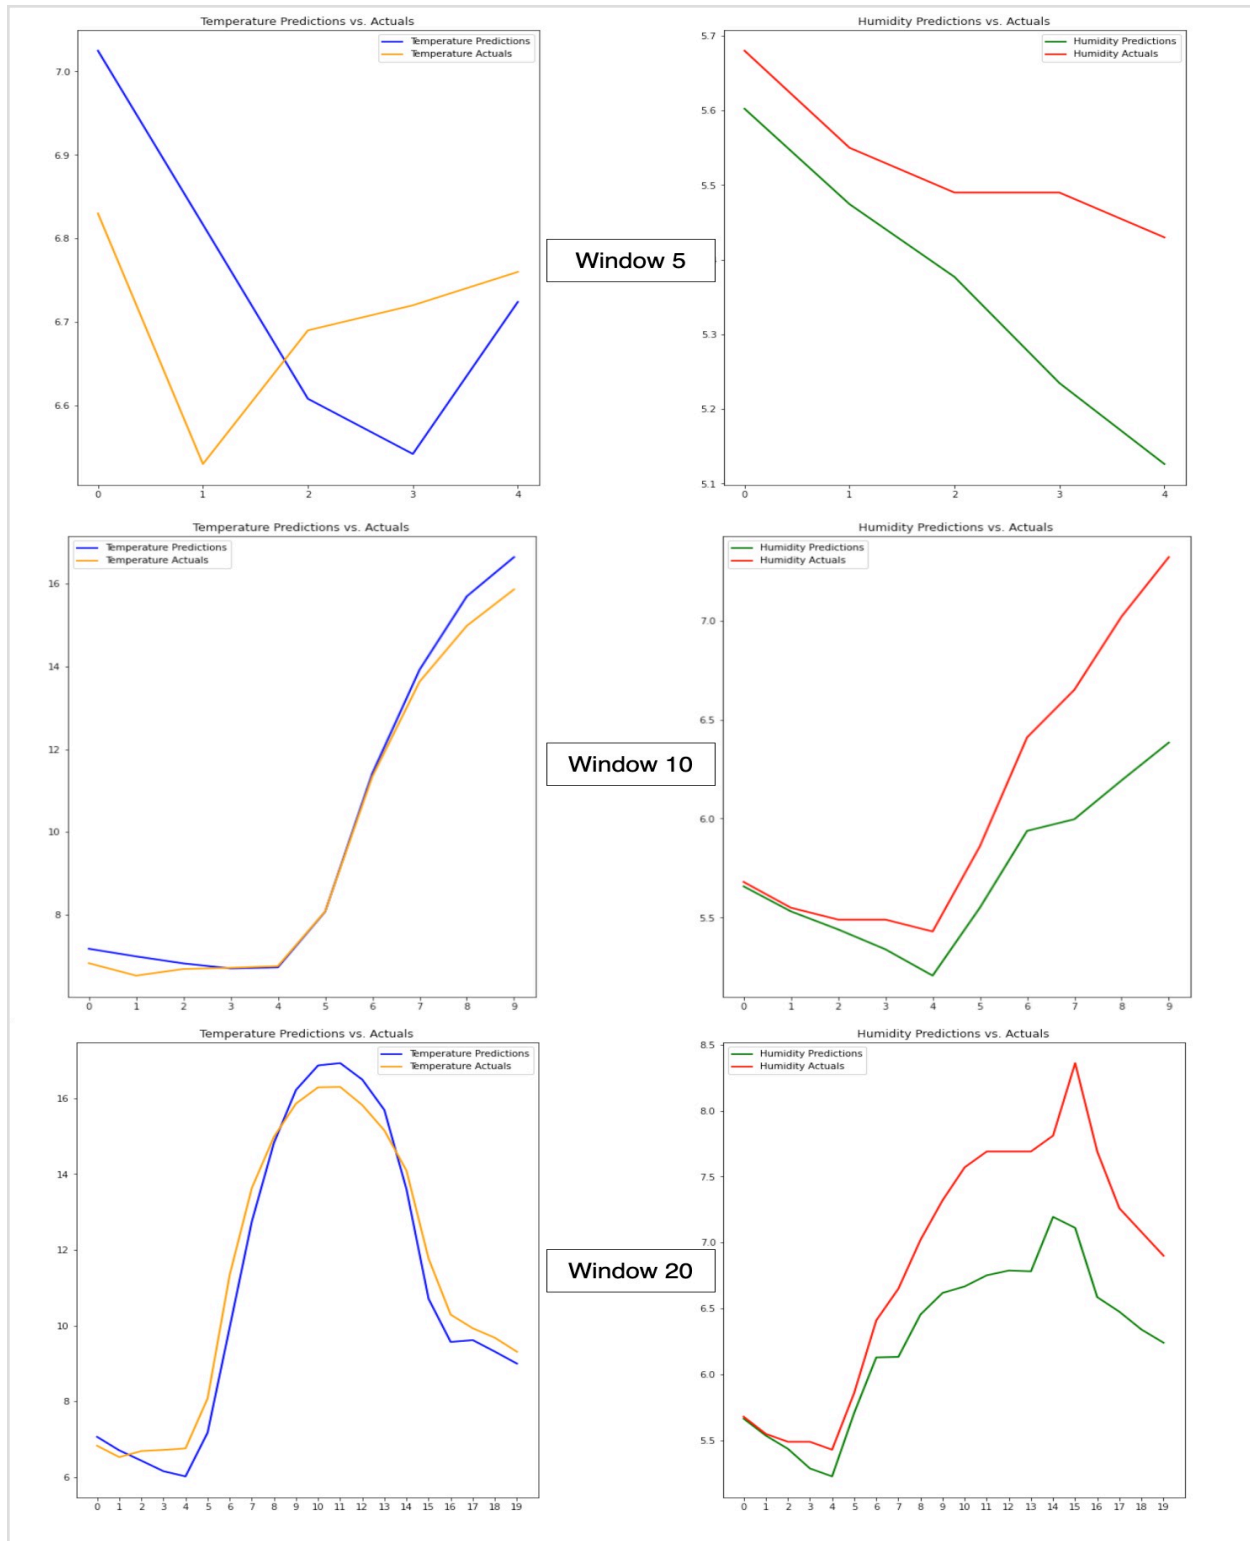 Temperature Predictions vs. Actuals
Temperature Predictions
Temperature Actuals
7.0
6.9
6.8
6.7
6.6
0 1 2 3 4
Humidity Predictions vs. Actuals
Humidity Predictions
Humidity Actuals
5.7
5.6
5.5
5.3
5.2
5.1
0 1 2 3 4
Window 5
Temperature Predictions vs. Actuals
Temperature Predictions
Temperature Actuals
16
14
12
10
8
0 1 2 3 4 5 6 7 8 9
Humidity Predictions vs. Actuals
Humidity Predictions
Humidity Actuals
7.0
6.5
6.0
5.5
0 1 2 3 4 5 6 7 8 9
Window 10
Temperature Predictions vs. Actuals
Temperature Predictions
Temperature Actuals
16
14
12
10
8
6
0 1 2 3 4 5 6 7 8 9 10 11 12 13 14 15 16 17 18 19
Humidity Predictions vs. Actuals
Humidity Predictions
Humidity Actuals
8.5
8.0
7.5
7.0
6.5
6.0
5.5
0 1 2 3 4 5 6 7 8 9 10 11 12 13 14 15 16 17 18 19
Window 20